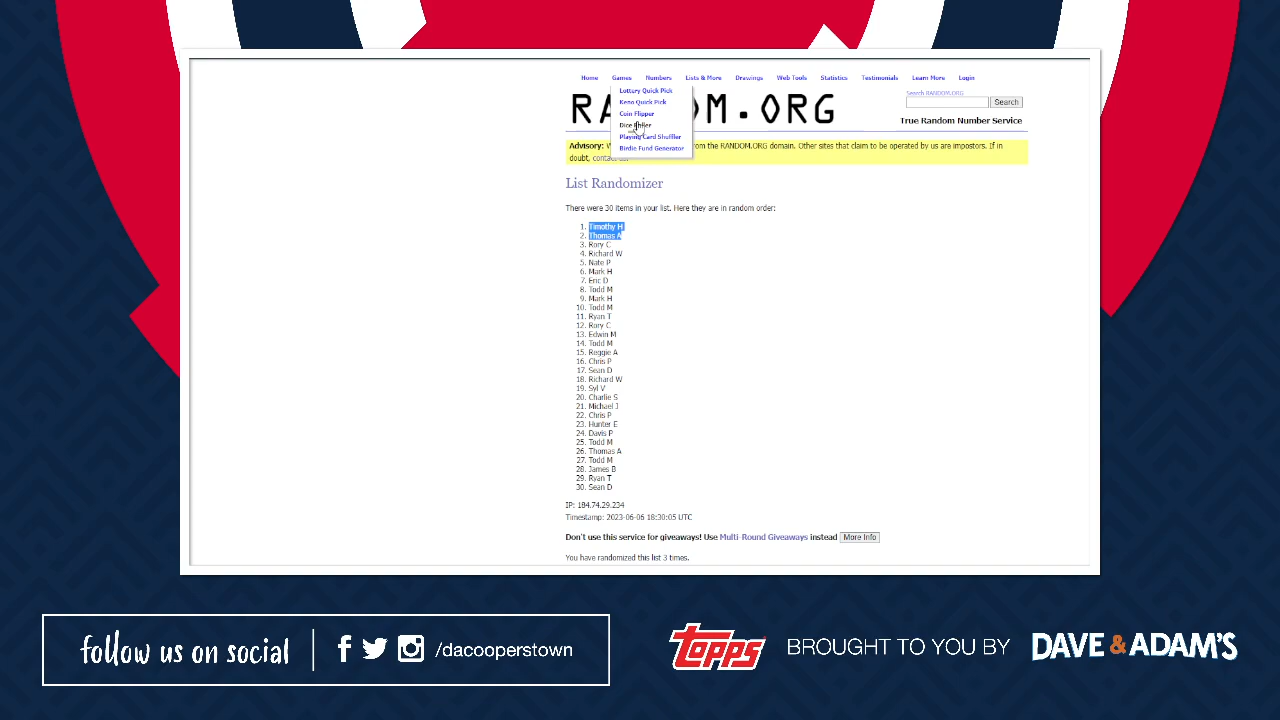 Home Games Numbers Lists & More Drawings Web Tools Statistics Testimonials Learn More Login
Lottery Quick Pick
Keno Quick Pick
Coin Flipper
Dice
Playing Card Shuffler
Birdie Fund Generator
Search RANDOM.ORG
Search
True Random Number Service
Advisory: from the RANDOM.ORG domain. Other sites that claim to be operated by us are impostors. If in
doubt, contact us.
List Randomizer
There were 30 items in your list. Here they are in random order:
1. Timothy H
2. Thomas A
3. Rory C
4. Richard W
5. Nate P
6. Mark H
7. Eric D
8. Todd M
9. Mark H
10. Todd M
11. Ryan T
12. Rory C
13. Edwin M
14. Todd M
15. Reggie A
16. Chris P
17. Sean D
18. Richard W
19. Syl V
20. Charlie S
21. Michael J
22. Chris P
23. Hunter E
24. Davis P
25. Todd M
26. Thomas A
27. Todd M
28. James B
29. Ryan T
30. Sean D
IP: 184.74.29.234
Timestamp: 2023-06-06 18:30:05 UTC
Don't use this service for giveaways! Use Multi-Round Giveaways instead More Info
You have randomized this list 3 times.
follow us on social /dacooperstown
topps BROUGHT TO YOU BY DAVE & ADAM'S